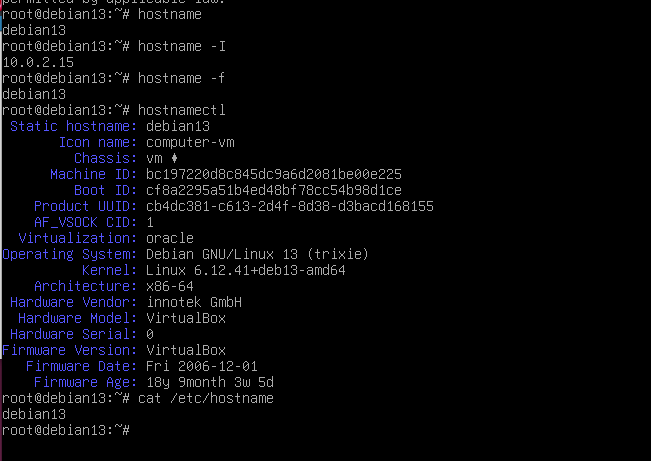 permitted by applicable law.
root@debian13:~# hostname
debian13
root@debian13:~# hostname -I
10.0.2.15
root@debian13:~# hostname -f
debian13
root@debian13:~# hostnamectl
Static hostname: debian13
Icon name: computer-vm
Chassis: vm ♦
Machine ID: bc197220d8c845dc9a6d2081be00e225
Boot ID: cf8a2295a51b4ed48bf78cc54b98d1ce
Product UUID: cb4dc381-c613-2d4f-8d38-d3bacd168155
AF_VSOCK CID: 1
Virtualization: oracle
Operating System: Debian GNU/Linux 13 (trixie)
Kernel: Linux 6.12.41+deb13-amd64
Architecture: x86-64
Hardware Vendor: innotek GmbH
Hardware Model: VirtualBox
Hardware Serial: 0
Firmware Version: VirtualBox
Firmware Date: Fri 2006-12-01
Firmware Age: 18y 9month 3w 5d
root@debian13:~# cat /etc/hostname
debian13
root@debian13:~#